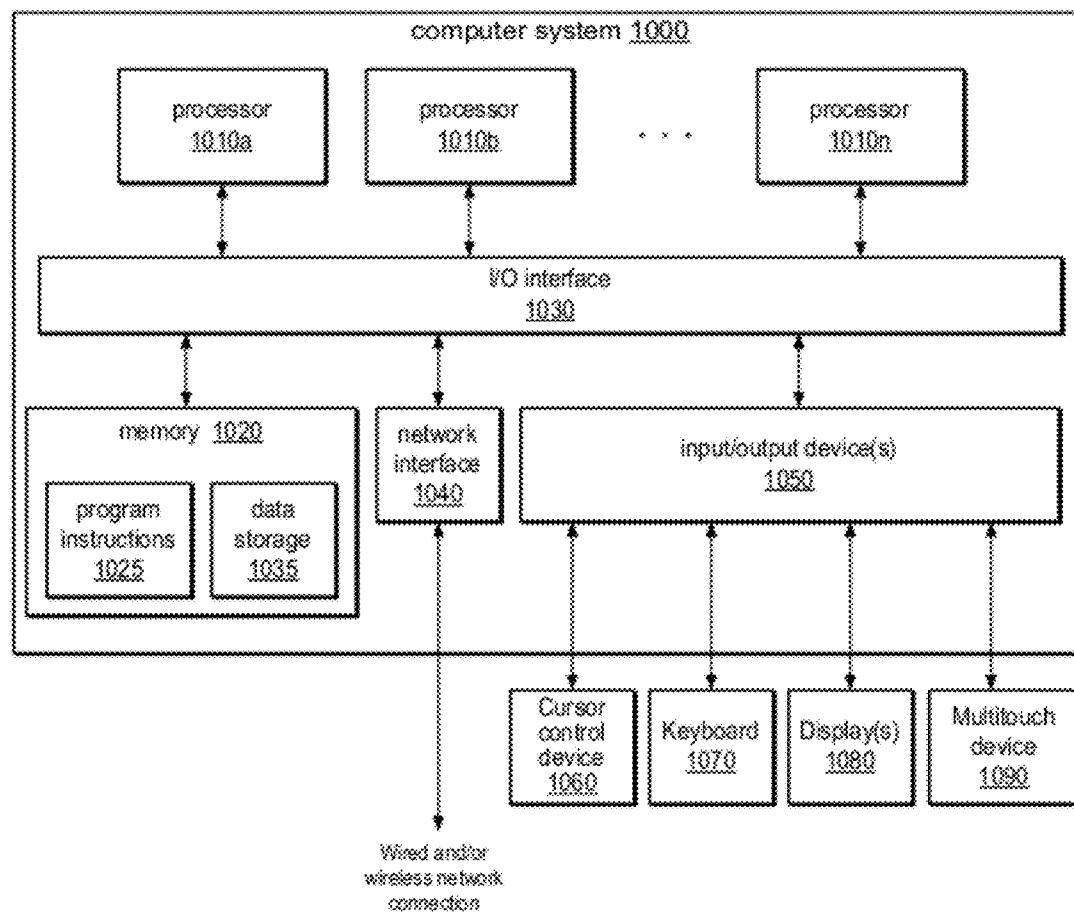 computer system 1000
processor
1010a
processor
1010b
. . .
processor
1010n
I/O interface
1030
memory 1020
program
instructions
1025
data
storage
1035
network
interface
1040
input/output device(s)
1050
Cursor
control
device
1060
Keyboard
1070
Display(s)
1080
Multitouch
device
1090
Wired and/or
wireless network
connection